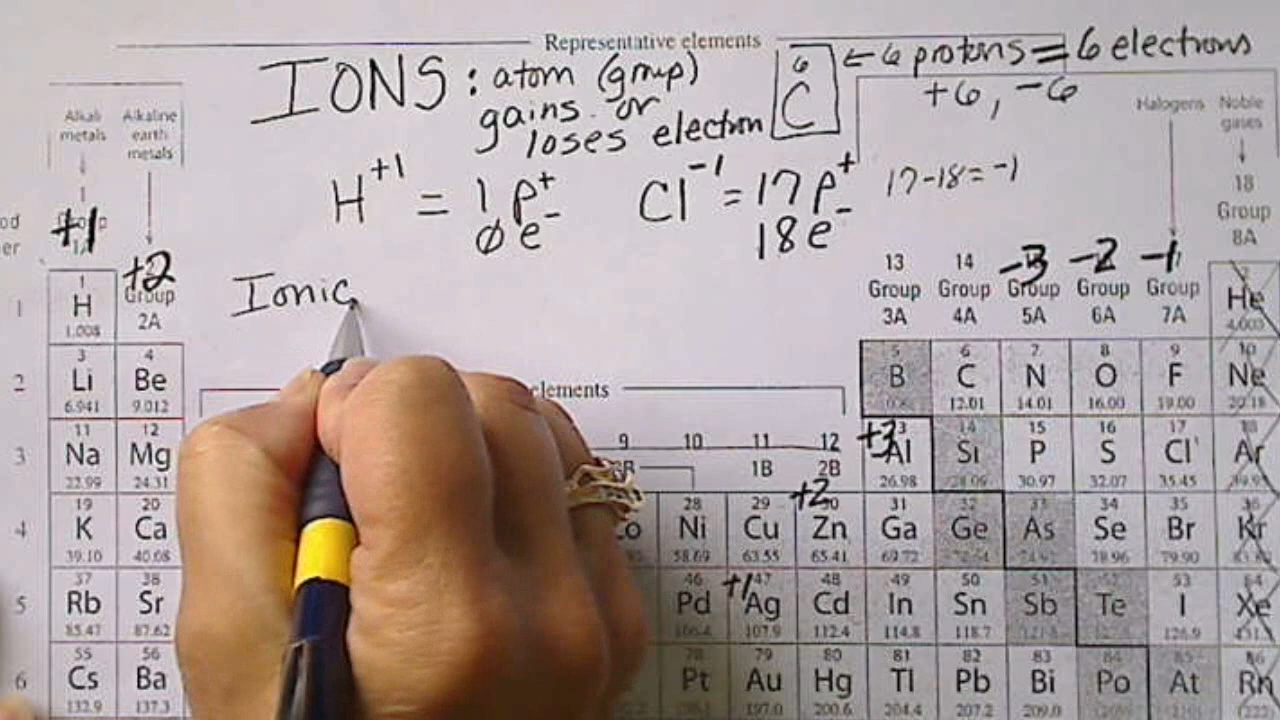 Representative elements
IONS: atom (group)
gains or
loses electron
6
C
← 6 protons = 6 electrons
+6, -6
Alkali
metals
Alkaline
earth
metals
Halogens
Noble
gases
H+1 = 1 p+
0 e-
Cl-1 = 17 p+
18 e-
17-18 = -1
1
+1
+2
Group
2A
18
Group
8A
13
Group
3A
14
Group
4A
-3
Group
5A
-2
Group
6A
-1
Group
7A
Ionic
elements
1
1
H
1.008
He
4.003
2
3
Li
6.941
4
Be
9.012
5
B
6
C
12.01
7
N
14.01
8
O
16.00
9
F
19.00
10
Ne
20.18
9
10
11
12
1B
2B
3
11
Na
22.99
12
Mg
24.31
+3
Al
26.98
14
Si
28.09
15
P
30.97
16
S
32.07
17
Cl
35.45
Ar
4
19
K
39.10
20
Ca
40.08
28
Ni
58.69
29
Cu
63.55
+2
30
Zn
65.41
31
Ga
69.72
Ge
As
34
Se
78.96
35
Br
79.90
36
Kr
5
37
Rb
85.47
38
Sr
87.62
46
Pd
106.4
+1
47
Ag
107.9
48
Cd
112.4
49
In
114.8
50
Sn
118.7
51
Sb
Te
53
I
126.9
54
Xe
6
55
Cs
132.9
56
Ba
137.3
78
Pt
79
Au
197.0
80
Hg
200.6
81
Tl
204.4
82
Pb
207.2
83
Bi
209.0
84
Po
85
At
86
Rn
(222)